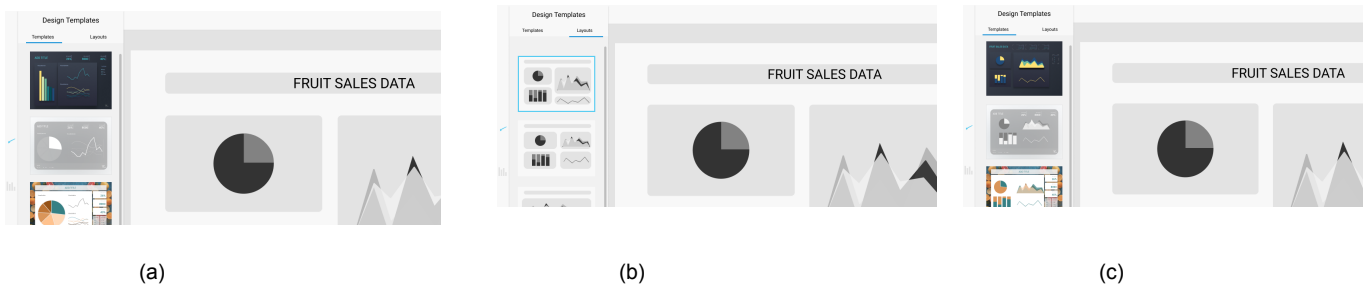 Design Templates
Templates Layouts
FRUIT SALES DATA
(a)
Design Templates
Templates Layouts
FRUIT SALES DATA
(b)
Design Templates
Templates Layouts
FRUIT SALES DATA
(c)